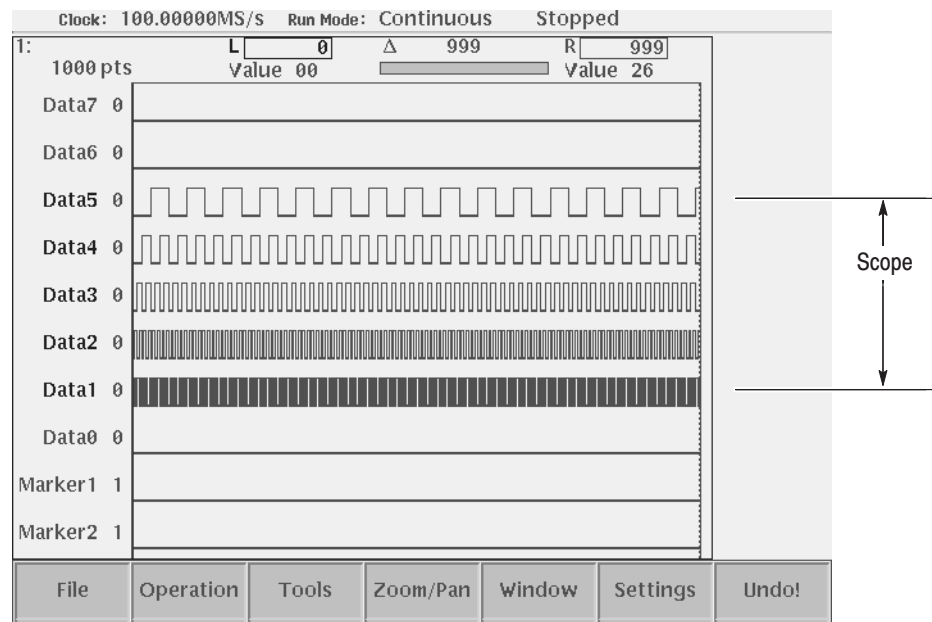 Clock: 100.00000MS/s Run Mode: Continuous Stopped
1: L 0 Δ 999 R 999
1000 pts Value 00 Value 26
Data7 0
Data6 0
Data5 0
Data4 0
Scope
Data3 0
Data2 0
Data1 0
Data0 0
Marker1 1
Marker2 1
File Operation Tools Zoom/Pan Window Settings Undo!